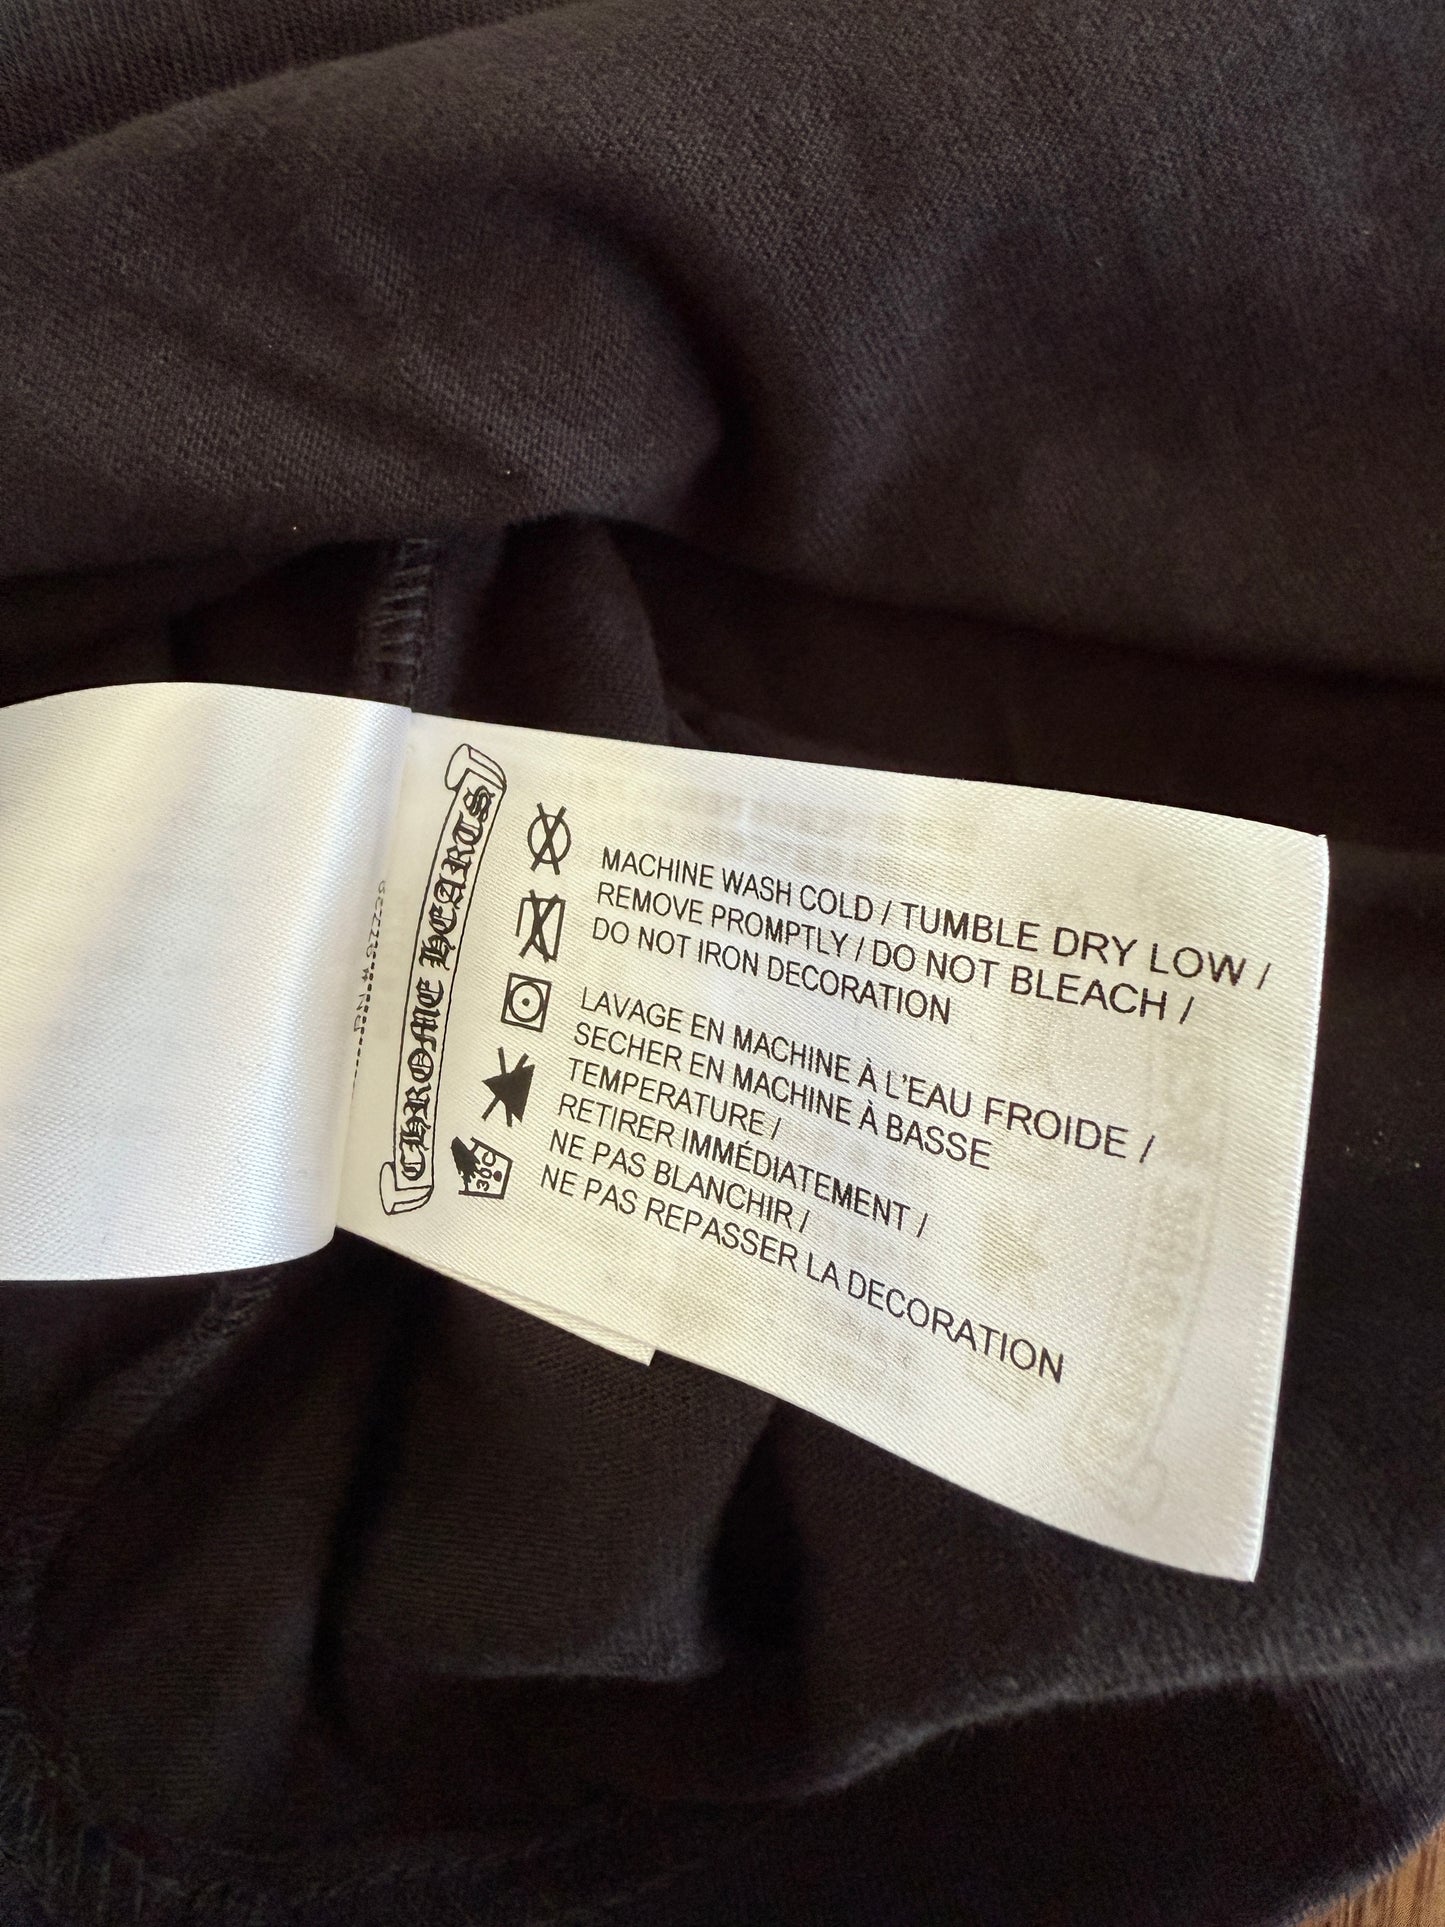 CHROME HEARTS
MACHINE WASH COLD / TUMBLE DRY LOW /
REMOVE PROMPTLY / DO NOT BLEACH /
DO NOT IRON DECORATION
LAVAGE EN MACHINE À L'EAU FROIDE /
SECHER EN MACHINE À BASSE
TEMPERATURE /
RETIRER IMMÉDIATEMENT /
NE PAS BLANCHIR /
NE PAS REPASSER LA DECORATION
30C